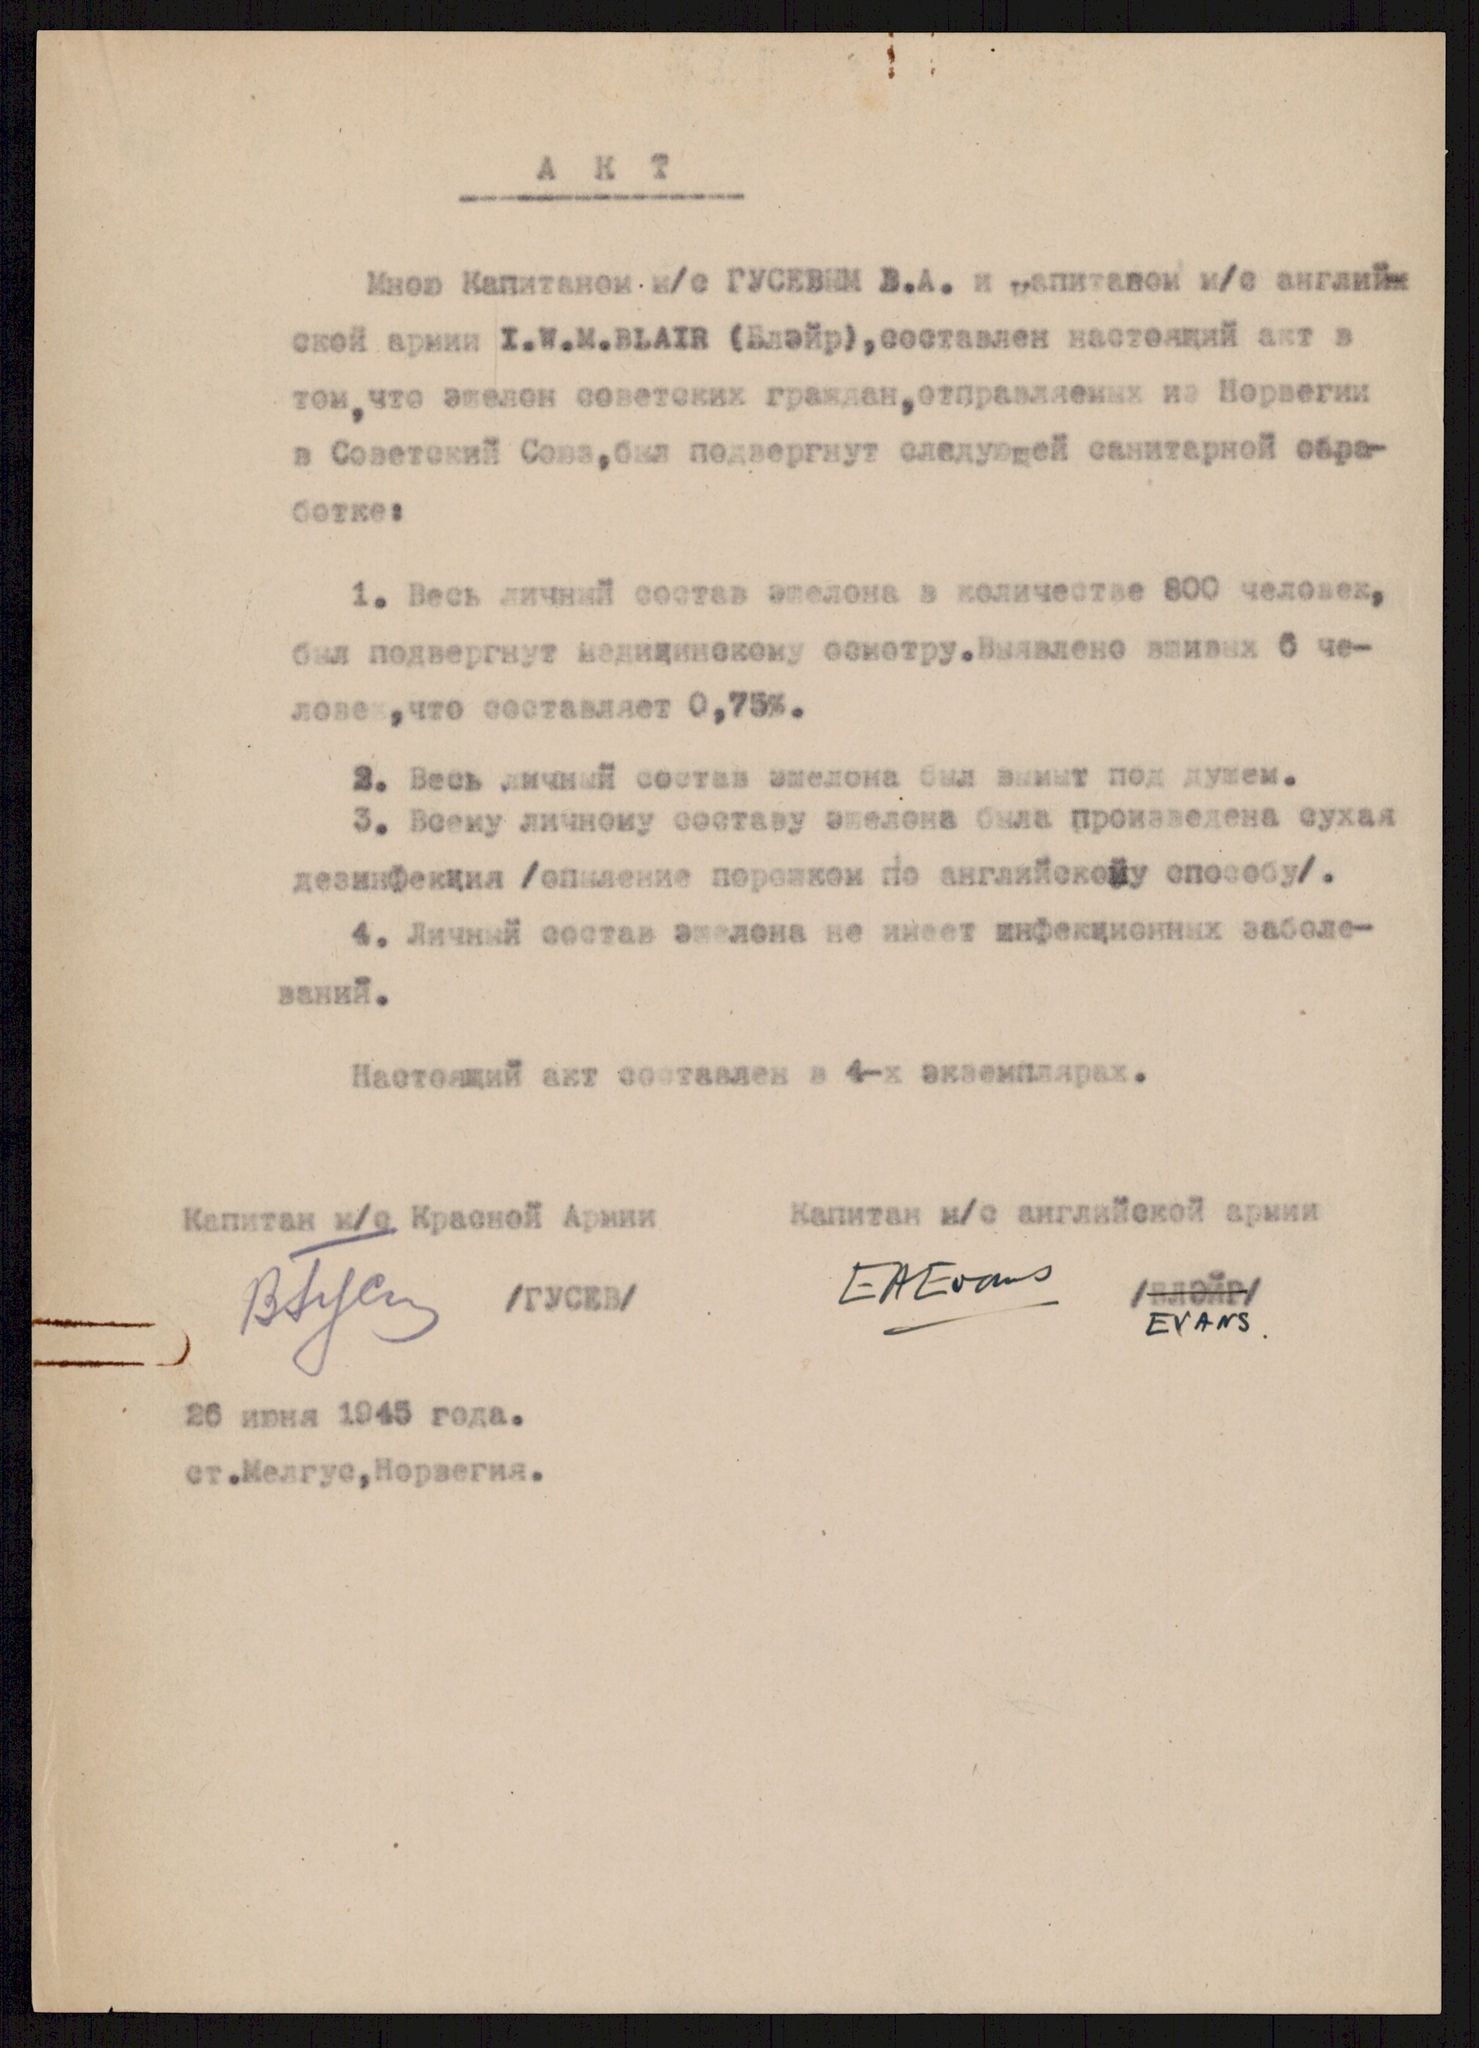 А К Т
Мною Капитаном м/с ГУСЕВЫМ В.А. и капитаном м/с англий-
ской армии I.W.M.BLAIR (Блэйр),составлен настоящий акт в
том,что эшелон советских граждан,отправляемых из Норвегии
в Советский Союз,был подвергнут следующей санитарной обра-
ботке:
1. Весь личный состав эшелона в количестве 800 человек,
был подвергнут медицинскому осмотру.Выявлено вшивых 6 че-
ловек,что составляет 0,75%.
2. Весь личный состав эшелона был вымыт под душем.
3. Всему личному составу эшелона была произведена сухая
дезинфекция /опыление порошком по английскому способу/.
4. Личный состав эшелона не имеет инфекционных заболе-
ваний.
Настоящий акт составлен в 4-х экземплярах.
Капитан м/с Красной Армии Капитан м/с английской армии
ВГусев /ГУСЕВ/ EAEvans /БЛЭЙР/
EVANS.
26 июня 1945 года.
ст.Мелгус,Норвегия.